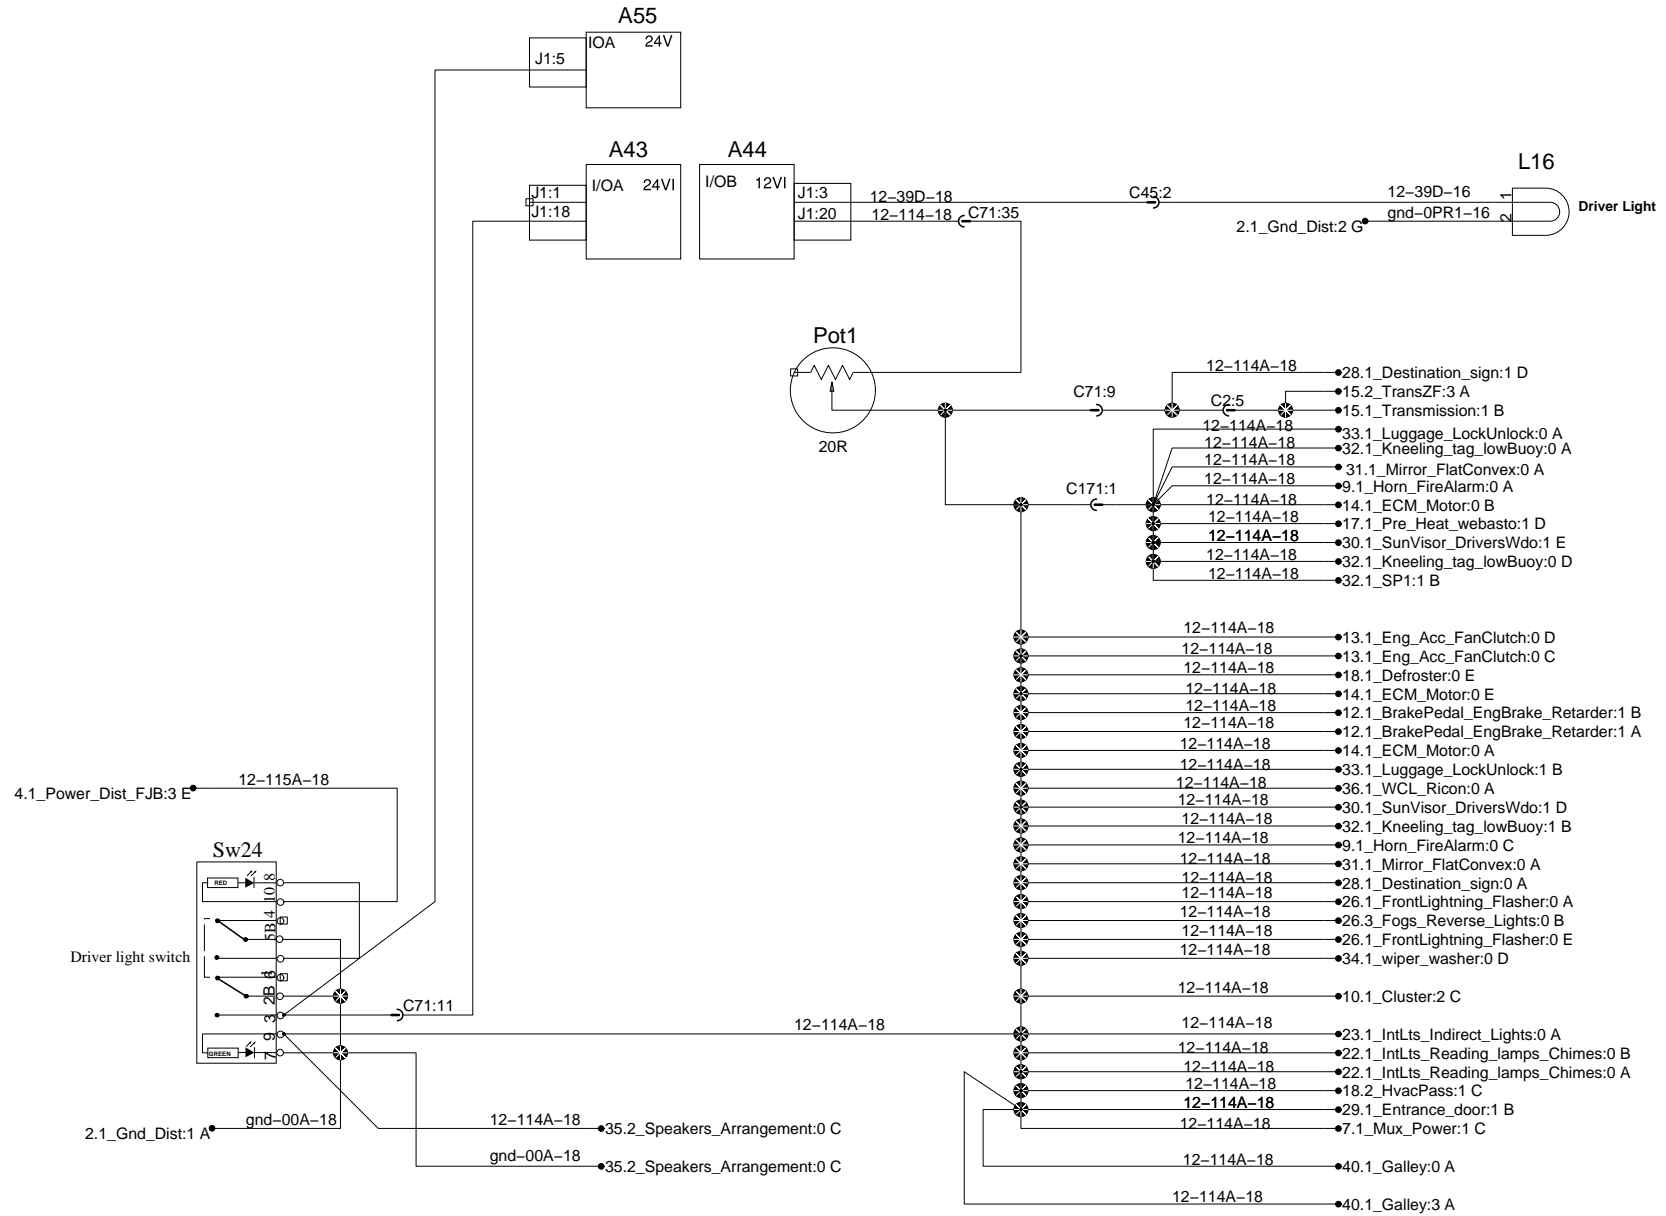 A55
IOA 24V
J1:5
A43
I/OA 24VI
J1:1
J1:18
A44
I/OB 12VI
J1:3
J1:20
12-39D-18
12-114-18
C71:35
C45:2
L16
12-39D-16
1
gnd-0PR1-16
2
2.1_Gnd_Dist:2 G
Driver Light
Pot1
20R
C71:9
12-114A-18
28.1_Destination_sign:1 D
15.2_TransZF:3 A
C2:5
15.1_Transmission:1 B
12-114A-18
33.1_Luggage_LockUnlock:0 A
12-114A-18
32.1_Kneeling_tag_lowBuoy:0 A
12-114A-18
31.1_Mirror_FlatConvex:0 A
12-114A-18
9.1_Horn_FireAlarm:0 A
C171:1
12-114A-18
14.1_ECM_Motor:0 B
12-114A-18
17.1_Pre_Heat_webasto:1 D
12-114A-18
30.1_SunVisor_DriversWdo:1 E
12-114A-18
32.1_Kneeling_tag_lowBuoy:0 D
12-114A-18
32.1_SP1:1 B
12-114A-18
13.1_Eng_Acc_FanClutch:0 D
12-114A-18
13.1_Eng_Acc_FanClutch:0 C
12-114A-18
18.1_Defroster:0 E
12-114A-18
14.1_ECM_Motor:0 E
12-114A-18
12.1_BrakePedal_EngBrake_Retarder:1 B
12-114A-18
12.1_BrakePedal_EngBrake_Retarder:1 A
12-114A-18
14.1_ECM_Motor:0 A
12-114A-18
33.1_Luggage_LockUnlock:1 B
12-114A-18
36.1_WCL_Ricon:0 A
12-114A-18
30.1_SunVisor_DriversWdo:1 D
12-114A-18
32.1_Kneeling_tag_lowBuoy:1 B
12-114A-18
9.1_Horn_FireAlarm:0 C
12-114A-18
31.1_Mirror_FlatConvex:0 A
12-114A-18
28.1_Destination_sign:0 A
12-114A-18
26.1_FrontLightning_Flasher:0 A
12-114A-18
26.3_Fogs_Reverse_Lights:0 B
12-114A-18
26.1_FrontLightning_Flasher:0 E
12-114A-18
34.1_wiper_washer:0 D
12-114A-18
10.1_Cluster:2 C
12-114A-18
23.1_IntLts_Indirect_Lights:0 A
12-114A-18
22.1_IntLts_Reading_lamps_Chimes:0 B
12-114A-18
22.1_IntLts_Reading_lamps_Chimes:0 A
12-114A-18
18.2_HvacPass:1 C
12-114A-18
29.1_Entrance_door:1 B
12-114A-18
7.1_Mux_Power:1 C
12-114A-18
40.1_Galley:0 A
12-114A-18
40.1_Galley:3 A
12-115A-18
4.1_Power_Dist_FJB:3 E
Sw24
RED
8
10
4
5B
Driver light switch
6
2B
3
C71:11
9
12-114A-18
GREEN
7
gnd-00A-18
2.1_Gnd_Dist:1 A
12-114A-18
35.2_Speakers_Arrangement:0 C
gnd-00A-18
35.2_Speakers_Arrangement:0 C